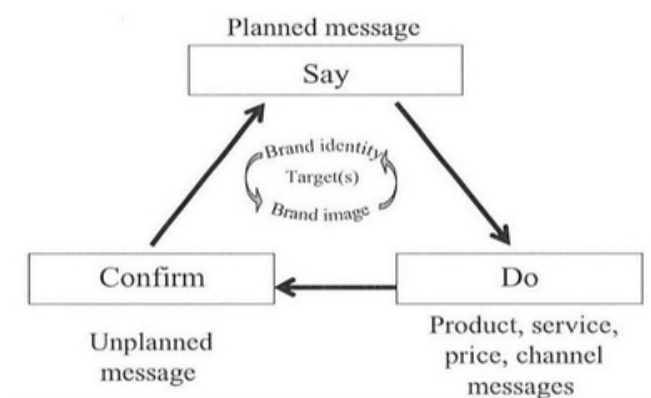 Planned message
Say
Brand identity
Target(s)
Brand image
Confirm
Do
Unplanned
message
Product, service,
price, channel
messages